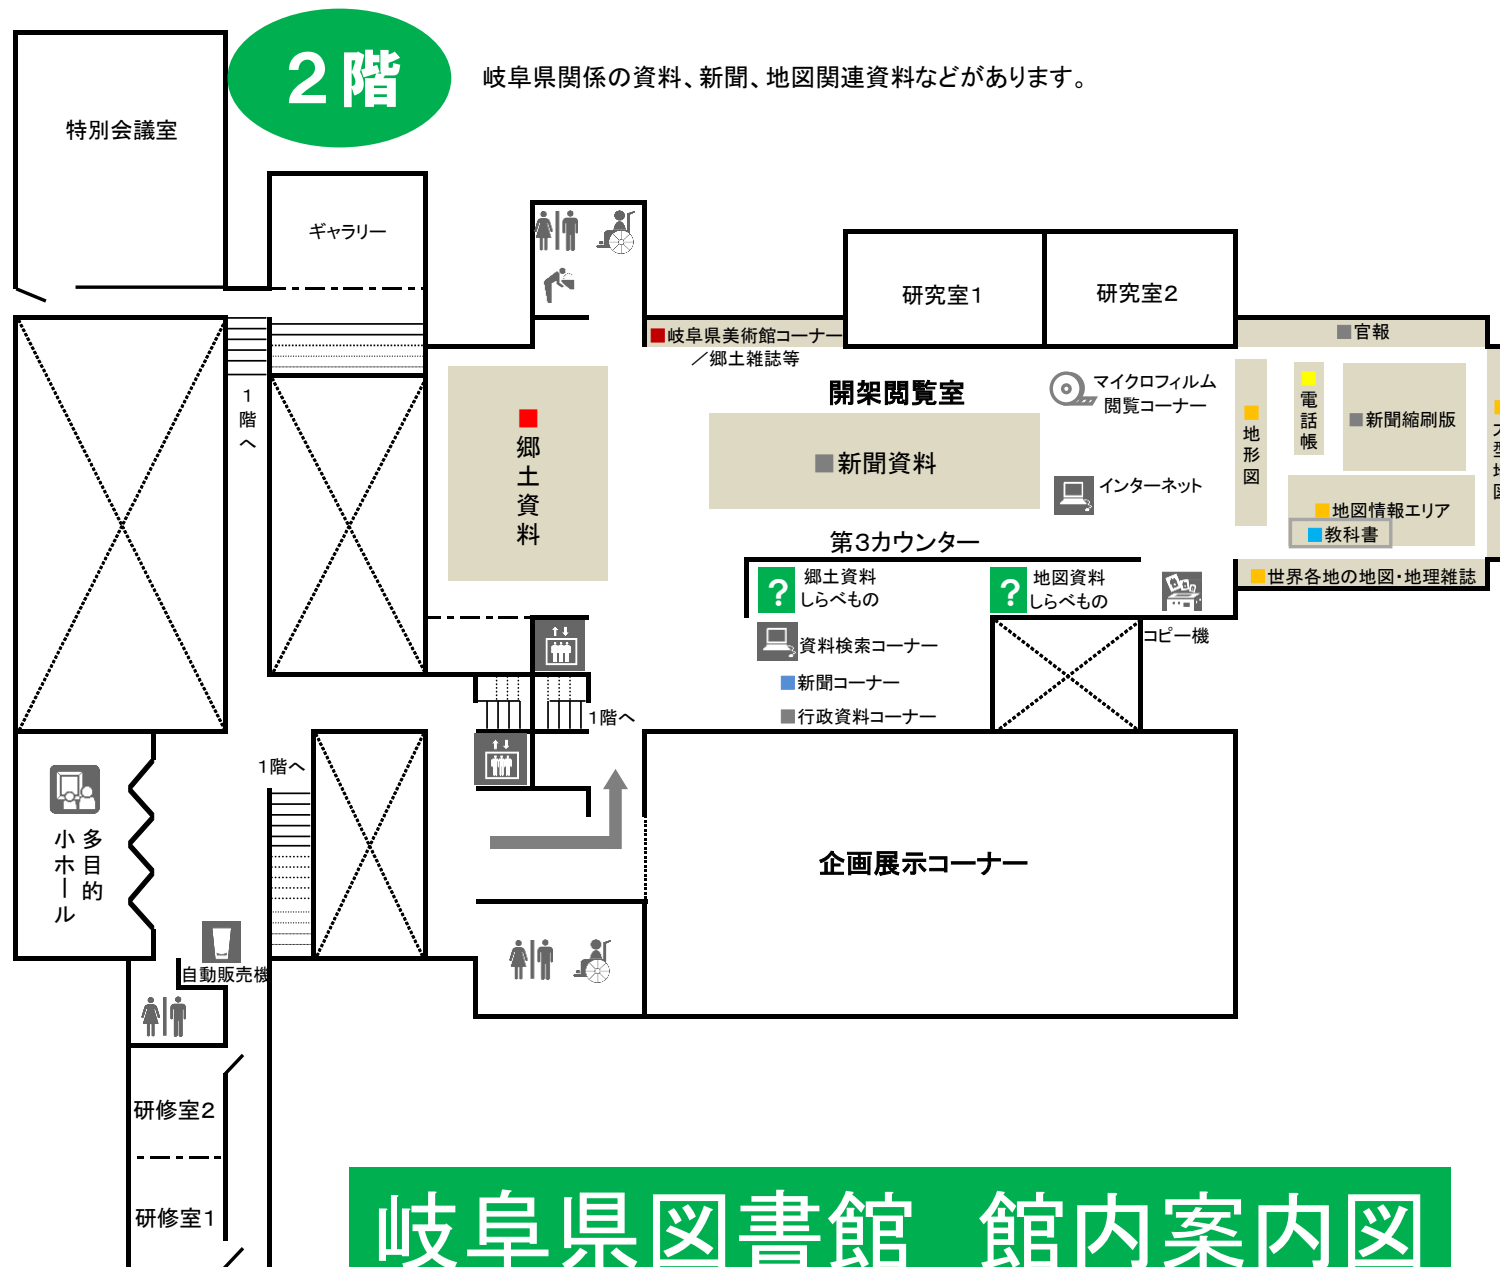 2階
岐阜県関係の資料、新聞、地図関連資料などがあります。
特別会議室
ギャラリー
研究室1
研究室2
■岐阜県美術館コーナー
／郷土雑誌等
■官報
開架閲覧室
マイクロフィルム
閲覧コーナー
1階へ
■郷土資料
■新聞資料
インターネット
■地形図
■電話帳
■新聞縮刷版
■大型地図
■地図情報エリア
■教科書
■世界各地の地図・地理雑誌
第3カウンター
?
郷土資料
しらべもの
?
地図資料
しらべもの
コピー機
資料検索コーナー
■新聞コーナー
■行政資料コーナー
1階へ
1階へ
多目的
小ホール
企画展示コーナー
自動販売機
研修室2
研修室1
岐阜県図書館　館内案内図